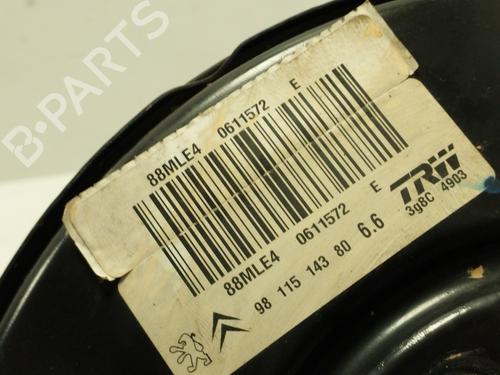 B-PARTS
88MLE4 0611572 E
88MLE4 0611572 E
98 115 143 80 6.6
TRW
3g8C 4903